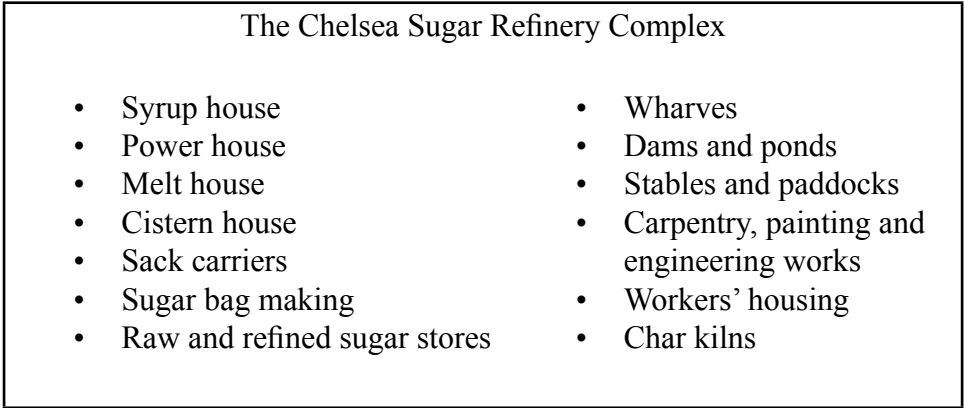 The Chelsea Sugar Refinery Complex
• Syrup house
• Power house
• Melt house
• Cistern house
• Sack carriers
• Sugar bag making
• Raw and refined sugar stores
• Wharves
• Dams and ponds
• Stables and paddocks
• Carpentry, painting and
engineering works
• Workers’ housing
• Char kilns